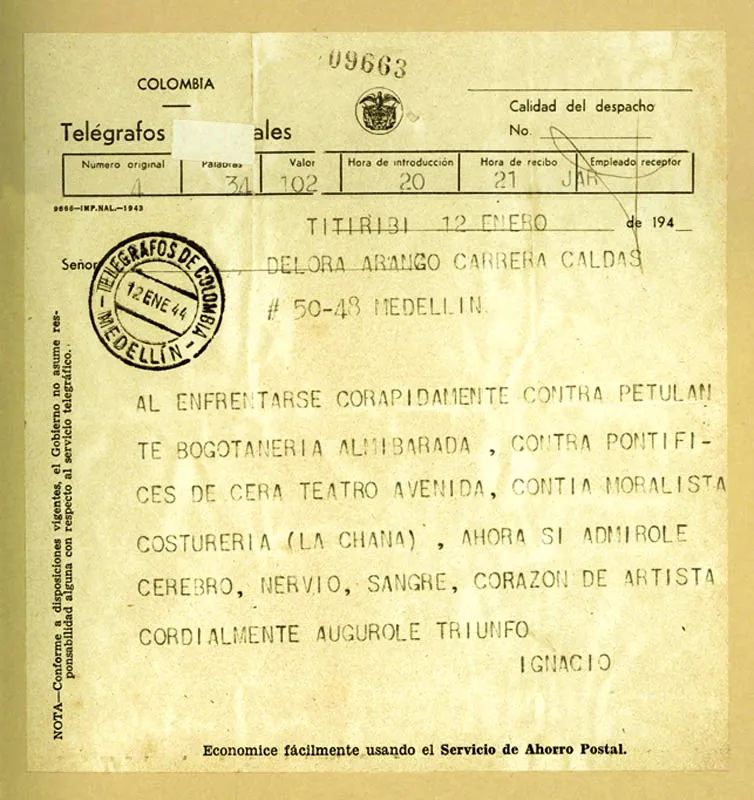 09663
COLOMBIA
Telégrafos ales
Calidad del despacho
No.
Numero original Palabras Valor Hora de introducción Hora de recibo Empleado receptor
4 34 102 20 21 JAR
9666—IMP.NAL.—1943
TITIRIBI 12 ENERO de 194
Señor DELORA ARANGO CARRERA CALDAS
# 50-48 MEDELLIN
TELEGRAFOS DE COLOMBIA
12 ENE 44
MEDELLIN
AL ENFRENTARSE CORAPIDAMENTE CONTRA PETULAN
TE BOGOTANERIA ALMIBARADA , CONTRA PONTIFI-
CES DE CERA TEATRO AVENIDA, CONTIA MORALISTA
COSTURERIA (LA CHANA) , AHORA SI ADMIROLE
CEREBRO, NERVIO, SANGRE, CORAZON DE ARTISTA
CORDIALMENTE AUGUROLE TRIUNFO
IGNACIO
NOTA—Conforme a disposiciones vigentes, el Gobierno no asume res-
ponsabilidad alguna con respecto al servicio telegráfico.
Economice fácilmente usando el Servicio de Ahorro Postal.